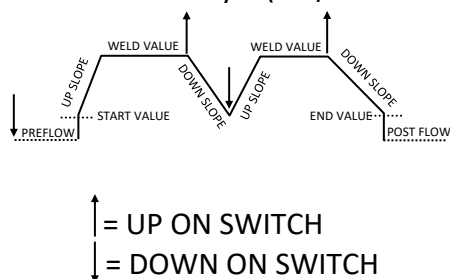 WELD VALUE
WELD VALUE
UP SLOPE
DOWN SLOPE
UP SLOPE
DOWN SLOPE
START VALUE
END VALUE
PREFLOW
POST FLOW
= UP ON SWITCH
= DOWN ON SWITCH